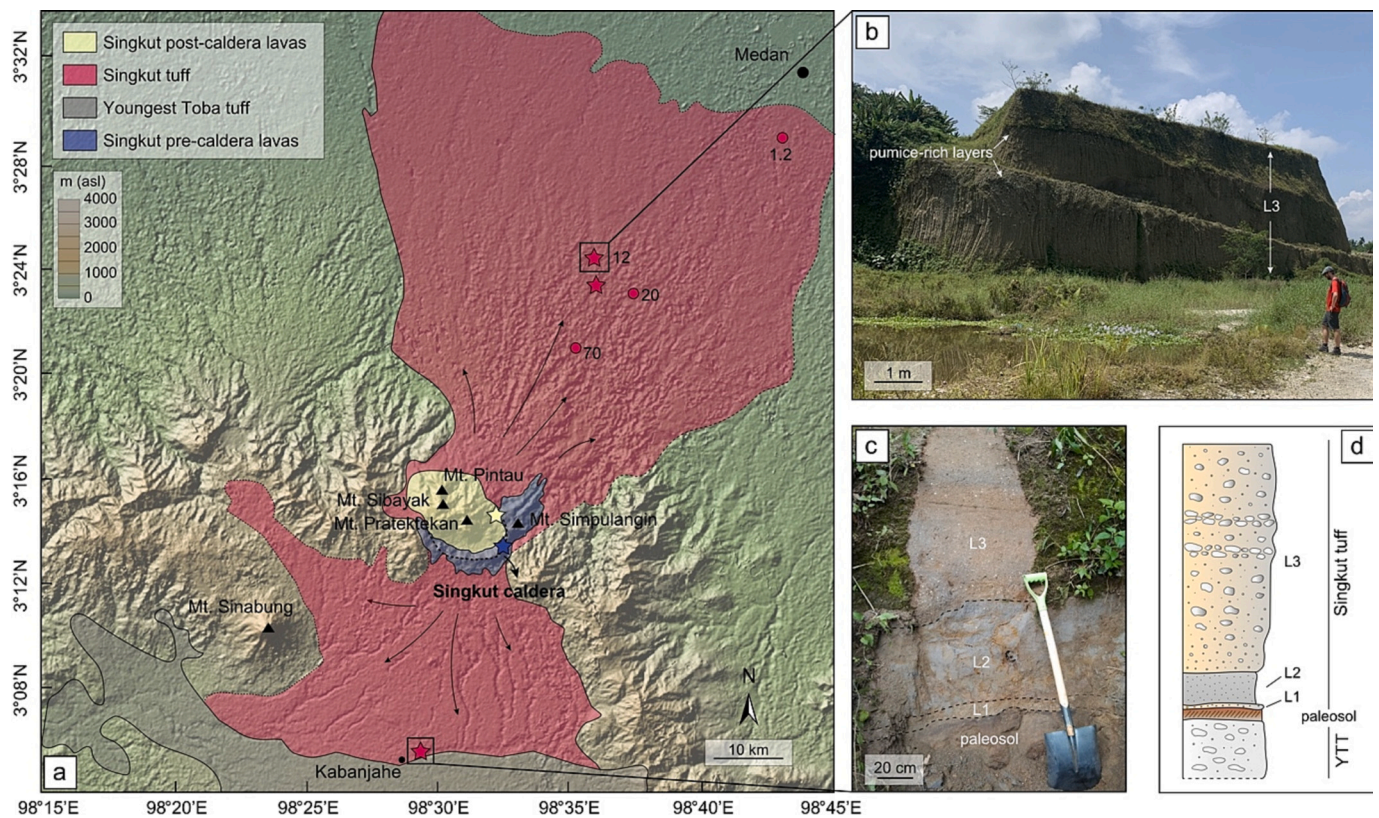 Singkut post-caldera lavas
Singkut tuff
Youngest Toba tuff
Singkut pre-caldera lavas
m (asl)
4000
3000
2000
1000
0
3°32'N
3°28'N
3°24'N
3°20'N
3°16'N
3°12'N
3°08'N
Medan
1.2
12
20
70
Mt. Pintau
Mt. Sibayak
Mt. Pratektekan
Mt. Simpulangin
Singkut caldera
Mt. Sinabung
N
10 km
Kabanjahe
a
98°15'E
98°20'E
98°25'E
98°30'E
98°35'E
98°40'E
98°45'E
b
pumice-rich layers
L3
1 m
c
L3
L2
L1
paleosol
20 cm
d
L3
L2
L1
paleosol
Singkut tuff
YTT